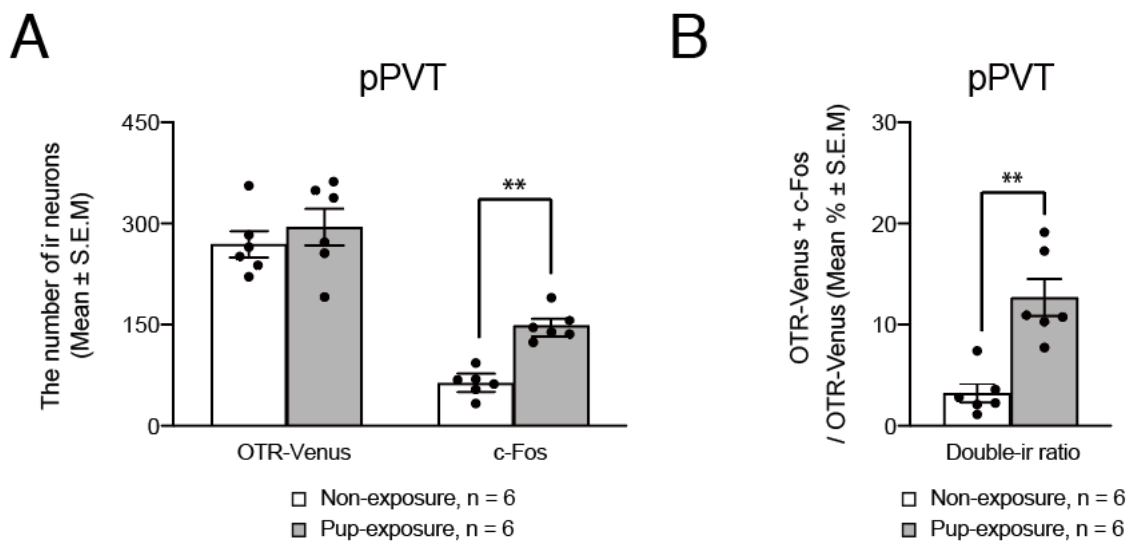 A
pPVT
The number of ir neurons
(Mean ± S.E.M)
450
300
150
0
**
OTR-Venus
c-Fos
Non-exposure, n = 6
Pup-exposure, n = 6
B
pPVT
OTR-Venus + c-Fos
/ OTR-Venus (Mean % ± S.E.M)
30
20
10
0
**
Double-ir ratio
Non-exposure, n = 6
Pup-exposure, n = 6